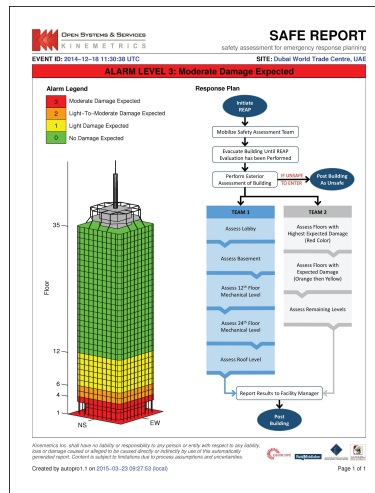 OPEN SYSTEMS & SERVICES
KINEMETRICS
SAFE REPORT
safety assessment for emergency response planning
EVENT ID: 2014-12-18 11:30:38 UTC
SITE: Dubai World Trade Centre, UAE
ALARM LEVEL 3: Moderate Damage Expected
Alarm Legend
3 Moderate Damage Expected
2 Light-To-Moderate Damage Expected
1 Light Damage Expected
0 No Damage Expected
Floor
35
12
6
4
1
NS
EW
Response Plan
Initiate
REAP
Mobilize Safety Assessment Team
Evacuate Building Until REAP
Evaluation has been Performed
Perform Exterior
Assessment of Building
IF UNSAFE
TO ENTER
Post Building
As Unsafe
TEAM 1
Assess Lobby
Assess Basement
Assess 12th Floor
Mechanical Level
Assess 24th Floor
Mechanical Level
Assess Roof Level
TEAM 2
Assess Floors with
Highest Expected Damage
(Red Color)
Assess Floors with
Expected Damage
(Orange then Yellow)
Assess Remaining Levels
Report Results to Facility Manager
Post
Building
Kinemetrics Inc. shall have no liability or responsibility to any person or entity with respect to any liability,
loss or damage caused or alleged to be caused directly or indirectly by use of this automatically
generated report. Content is subject to limitations due to process assumptions and uncertainties.
Created by autopro1.1 on 2015-03-23 09:27:53 (local)
Page 1 of 1